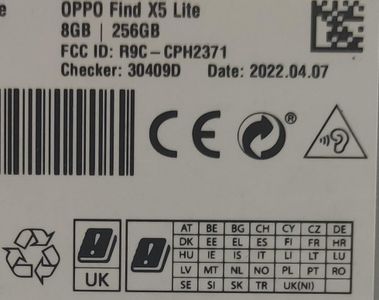 e OPPO Find X5 Lite
8GB | 256GB
FCC ID: R9C-CPH2371
Checker: 30409D Date: 2022.04.07
CE ®
UK
AT BE BG CH CY CZ DE
DK EE EL ES FI FR HR
HU IE IS IT LI LT LU
LV MT NL NO PL PT RO
SE SI SK TR UK(NI)